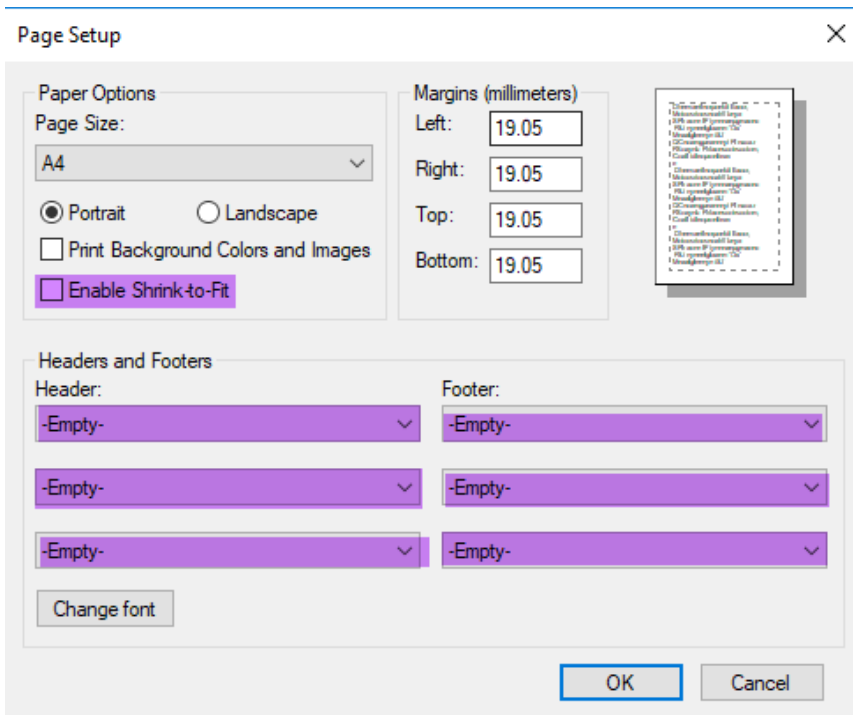 Page Setup
Paper Options
Page Size:
A4
Portrait
Landscape
Print Background Colors and Images
Enable Shrink-to-Fit
Margins (millimeters)
Left: 19.05
Right: 19.05
Top: 19.05
Bottom: 19.05
Headers and Footers
Header:
Footer:
-Empty-
-Empty-
-Empty-
-Empty-
-Empty-
-Empty-
Change font
OK
Cancel